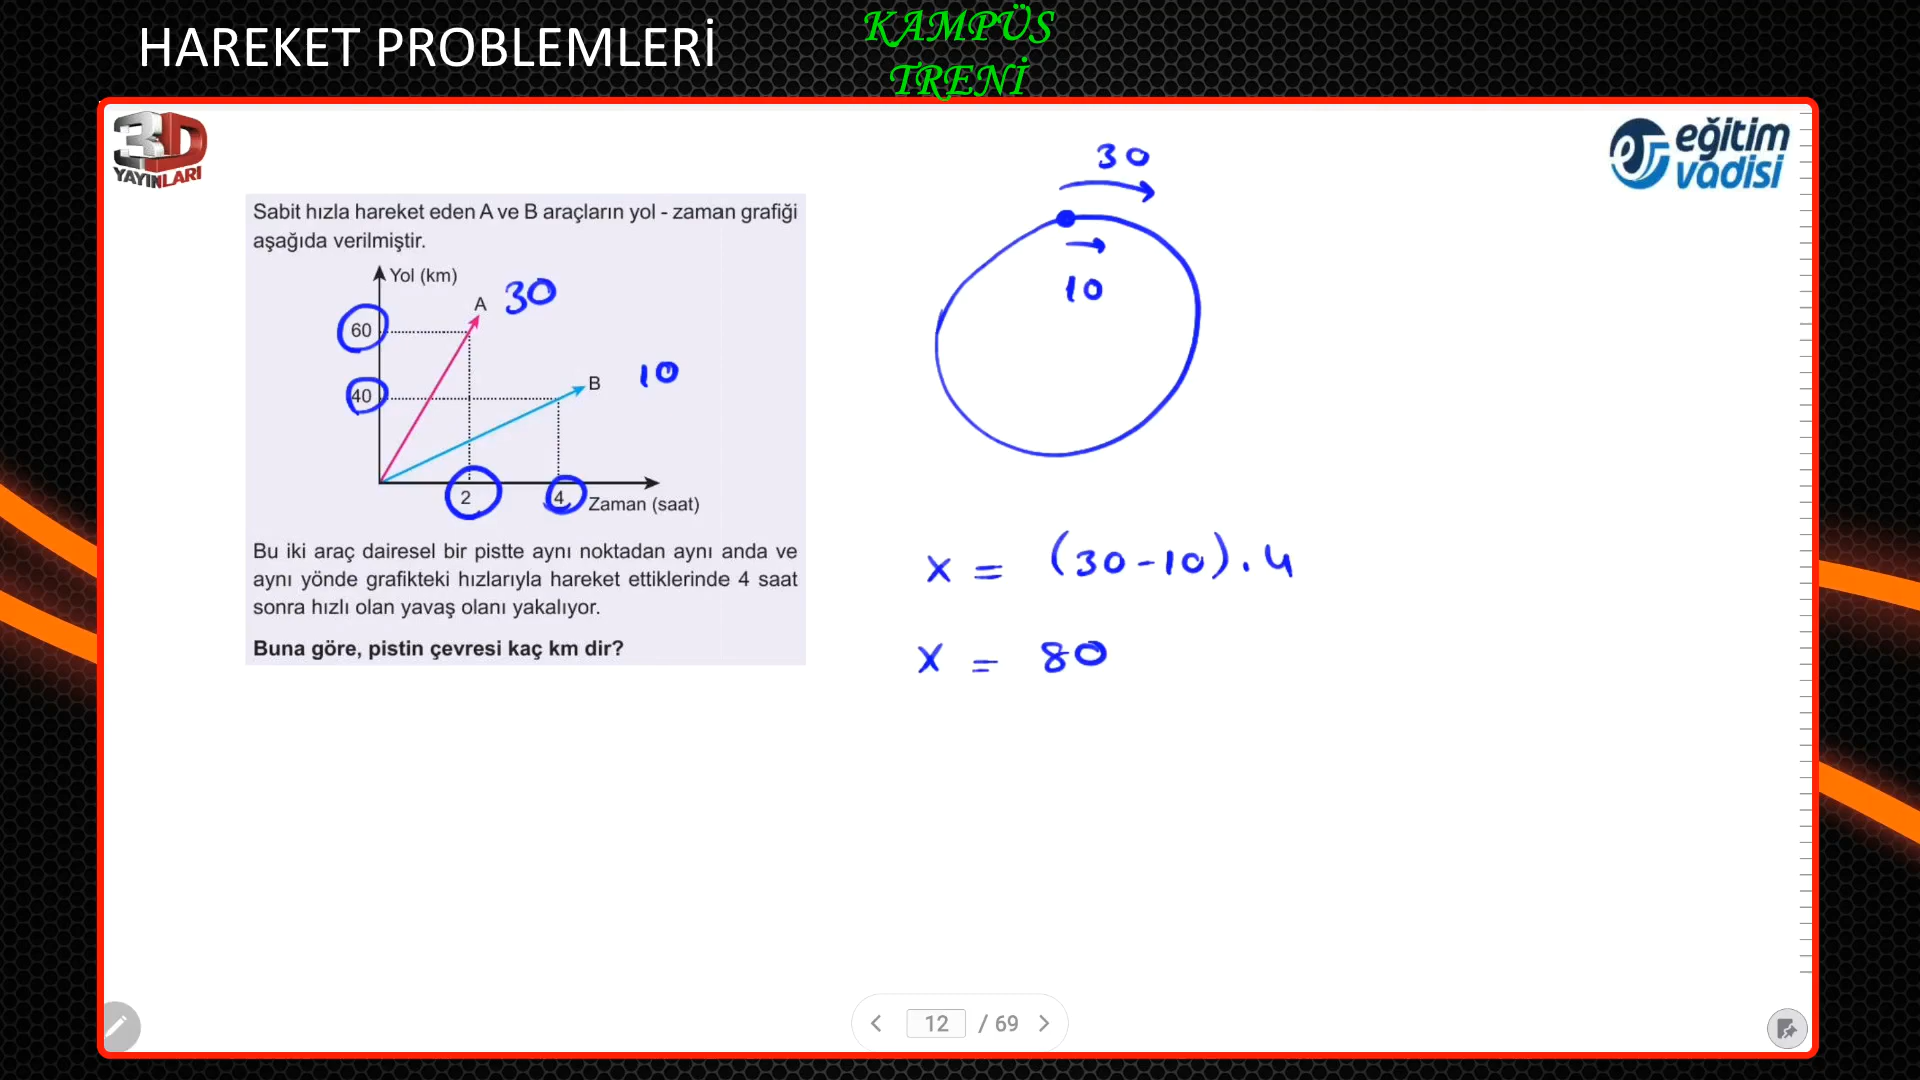 HAREKET PROBLEMLERİ
KAMPÜS
TRENİ
3D
YAYINLARI
eğitim
vadisi
Sabit hızla hareket eden A ve B araçların yol - zaman grafiği
aşağıda verilmiştir.
Yol (km)
A
30
60
B
10
40
2
4
Zaman (saat)
Bu iki araç dairesel bir pistte aynı noktadan aynı anda ve
aynı yönde grafikteki hızlarıyla hareket ettiklerinde 4 saat
sonra hızlı olan yavaş olanı yakalıyor.
Buna göre, pistin çevresi kaç km dir?
30
10
x = (30-10).4
x = 80
12 / 69